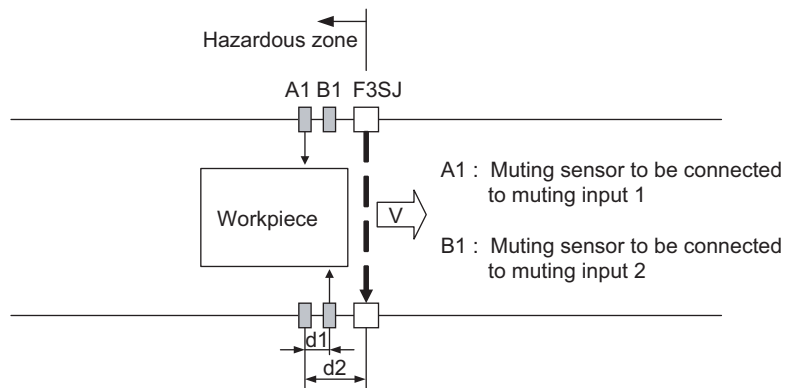 Hazardous zone
A1 B1 F3SJ
Workpiece
V
A1 : Muting sensor to be connected
to muting input 1
B1 : Muting sensor to be connected
to muting input 2
d1
d2